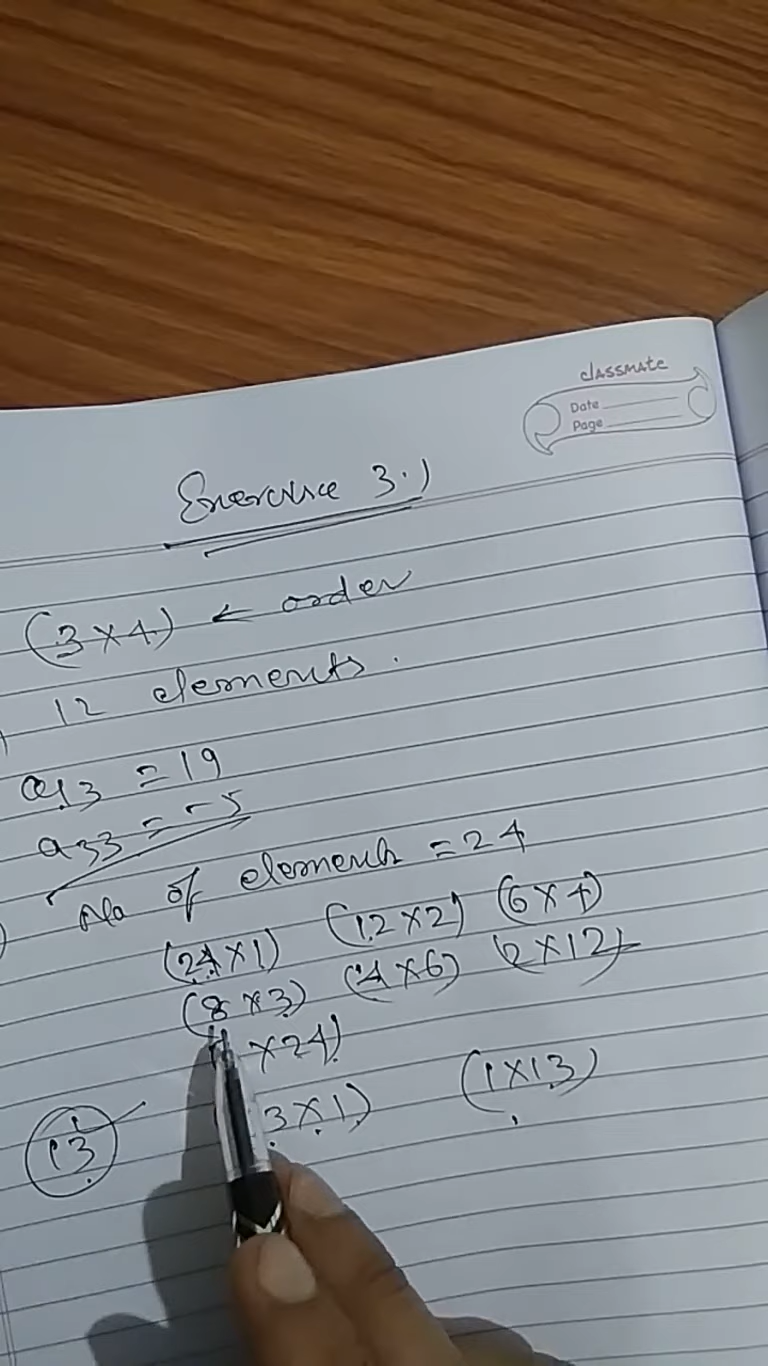 classmate
Date
Page
Exercise 3.1
(3×4) ← order
12 elements.
a13 = 19
a33 = -5
No of elements = 24
(24×1) (12×2) (6×4)
(8×3) (4×6) (2×12)
×24)
13 3×1) (1×13)